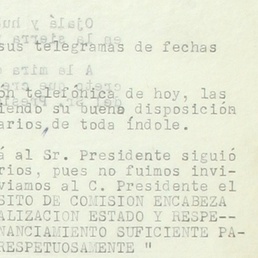 sus telegramas de fechas
ón telefónica de hoy, las
iendo su buena disposición
arios de toda índole.
á al Sr. Presidente siguió
rios, pues no fuimos invi-
viamos al C. Presidente el
SITO DE COMISION ENCABEZA
ALIZACION ESTADO Y RESPE--
NANCIAMIENTO SUFICIENTE PA-
RESPETUOSAMENTE "